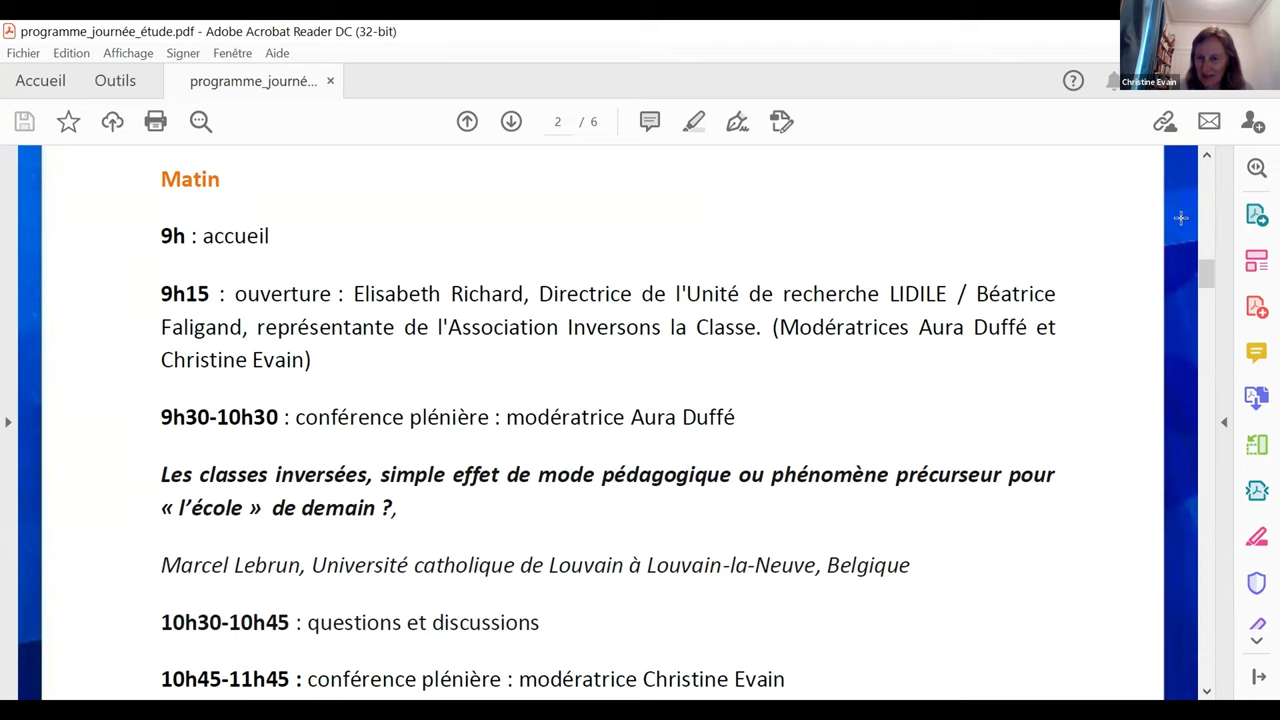 programme_journée_étude.pdf - Adobe Acrobat Reader DC (32-bit)
Fichier Edition Affichage Signer Fenêtre Aide
Accueil Outils programme_journé... ×
2 / 6
Christine Evain
Matin
9h : accueil
9h15 : ouverture : Elisabeth Richard, Directrice de l'Unité de recherche LIDILE / Béatrice
Faligand, représentante de l'Association Inversons la Classe. (Modératrices Aura Duffé et
Christine Evain)
9h30-10h30 : conférence plénière : modératrice Aura Duffé
Les classes inversées, simple effet de mode pédagogique ou phénomène précurseur pour
« l’école » de demain ?,
Marcel Lebrun, Université catholique de Louvain à Louvain-la-Neuve, Belgique
10h30-10h45 : questions et discussions
10h45-11h45 : conférence plénière : modératrice Christine Evain